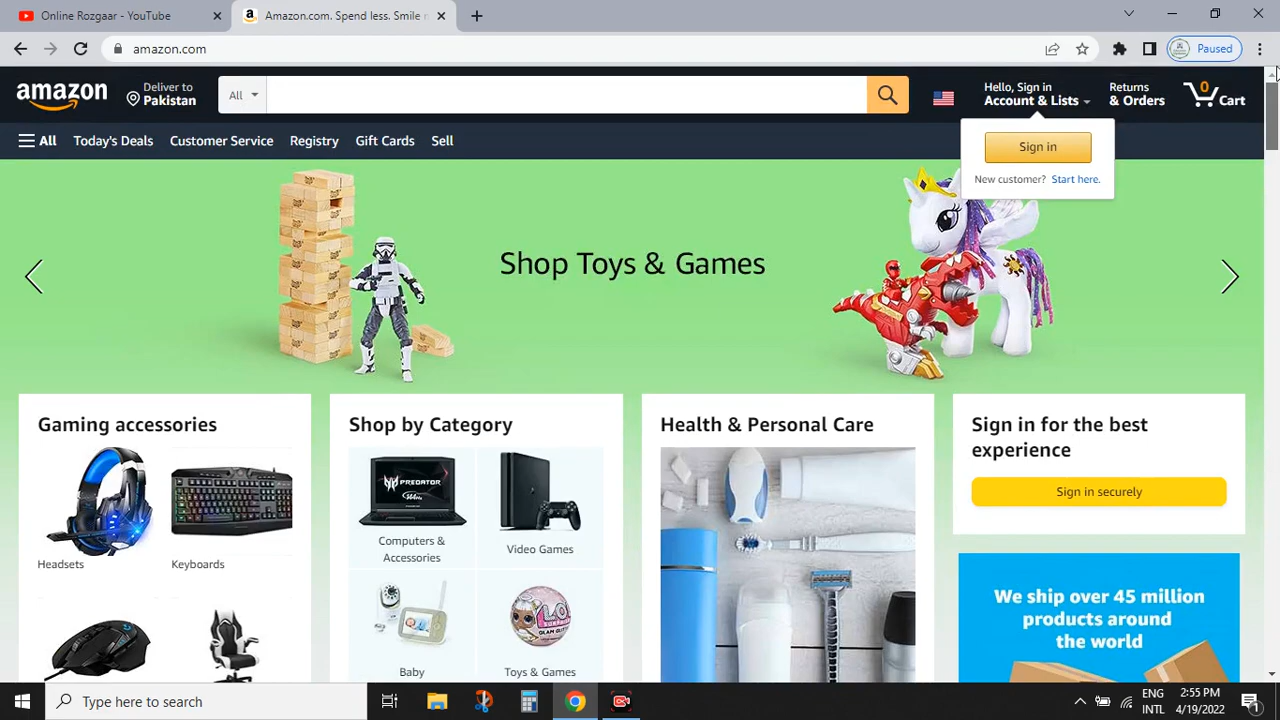 Online Rozgaar - YouTube
Amazon.com. Spend less. Smile
amazon.com
Paused
amazon
Deliver to
Pakistan
All
Hello, Sign in
Account & Lists
Returns
& Orders
0
Cart
All
Today's Deals
Customer Service
Registry
Gift Cards
Sell
Sign in
New customer? Start here.
Shop Toys & Games
Gaming accessories
Headsets
Keyboards
Shop by Category
PREDATOR
Computers &
Accessories
Video Games
Baby
Toys & Games
Health & Personal Care
Sign in for the best
experience
Sign in securely
We ship over 45 million
products around
the world
Type here to search
ENG
INTL
2:55 PM
4/19/2022
1